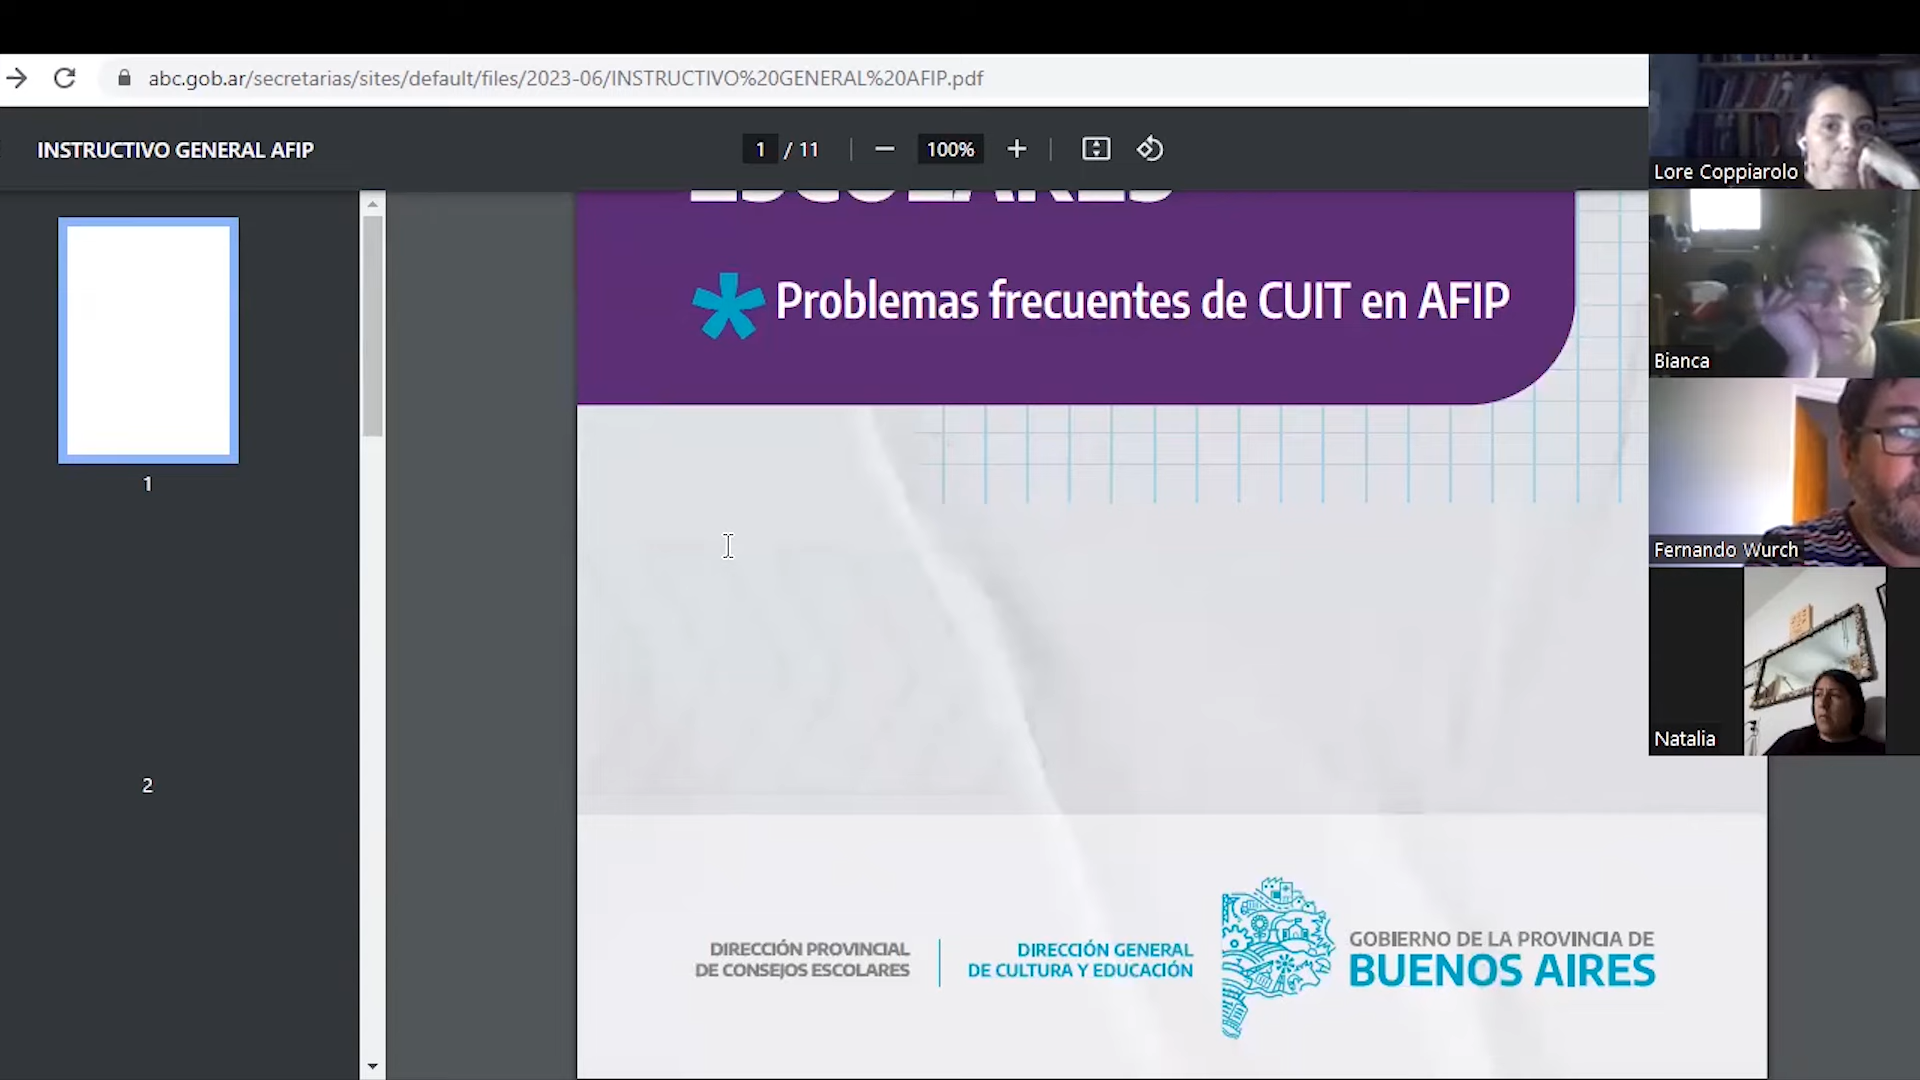 abc.gob.ar/secretarias/sites/default/files/2023-06/INSTRUCTIVO%20GENERAL%20AFIP.pdf
INSTRUCTIVO GENERAL AFIP
1 / 11
100%
ESCOLARES
Problemas frecuentes de CUIT en AFIP
1
2
DIRECCIÓN PROVINCIAL
DE CONSEJOS ESCOLARES
DIRECCIÓN GENERAL
DE CULTURA Y EDUCACIÓN
GOBIERNO DE LA PROVINCIA DE
BUENOS AIRES
Lore Coppiarolo
Bianca
Fernando Wurch
Natalia